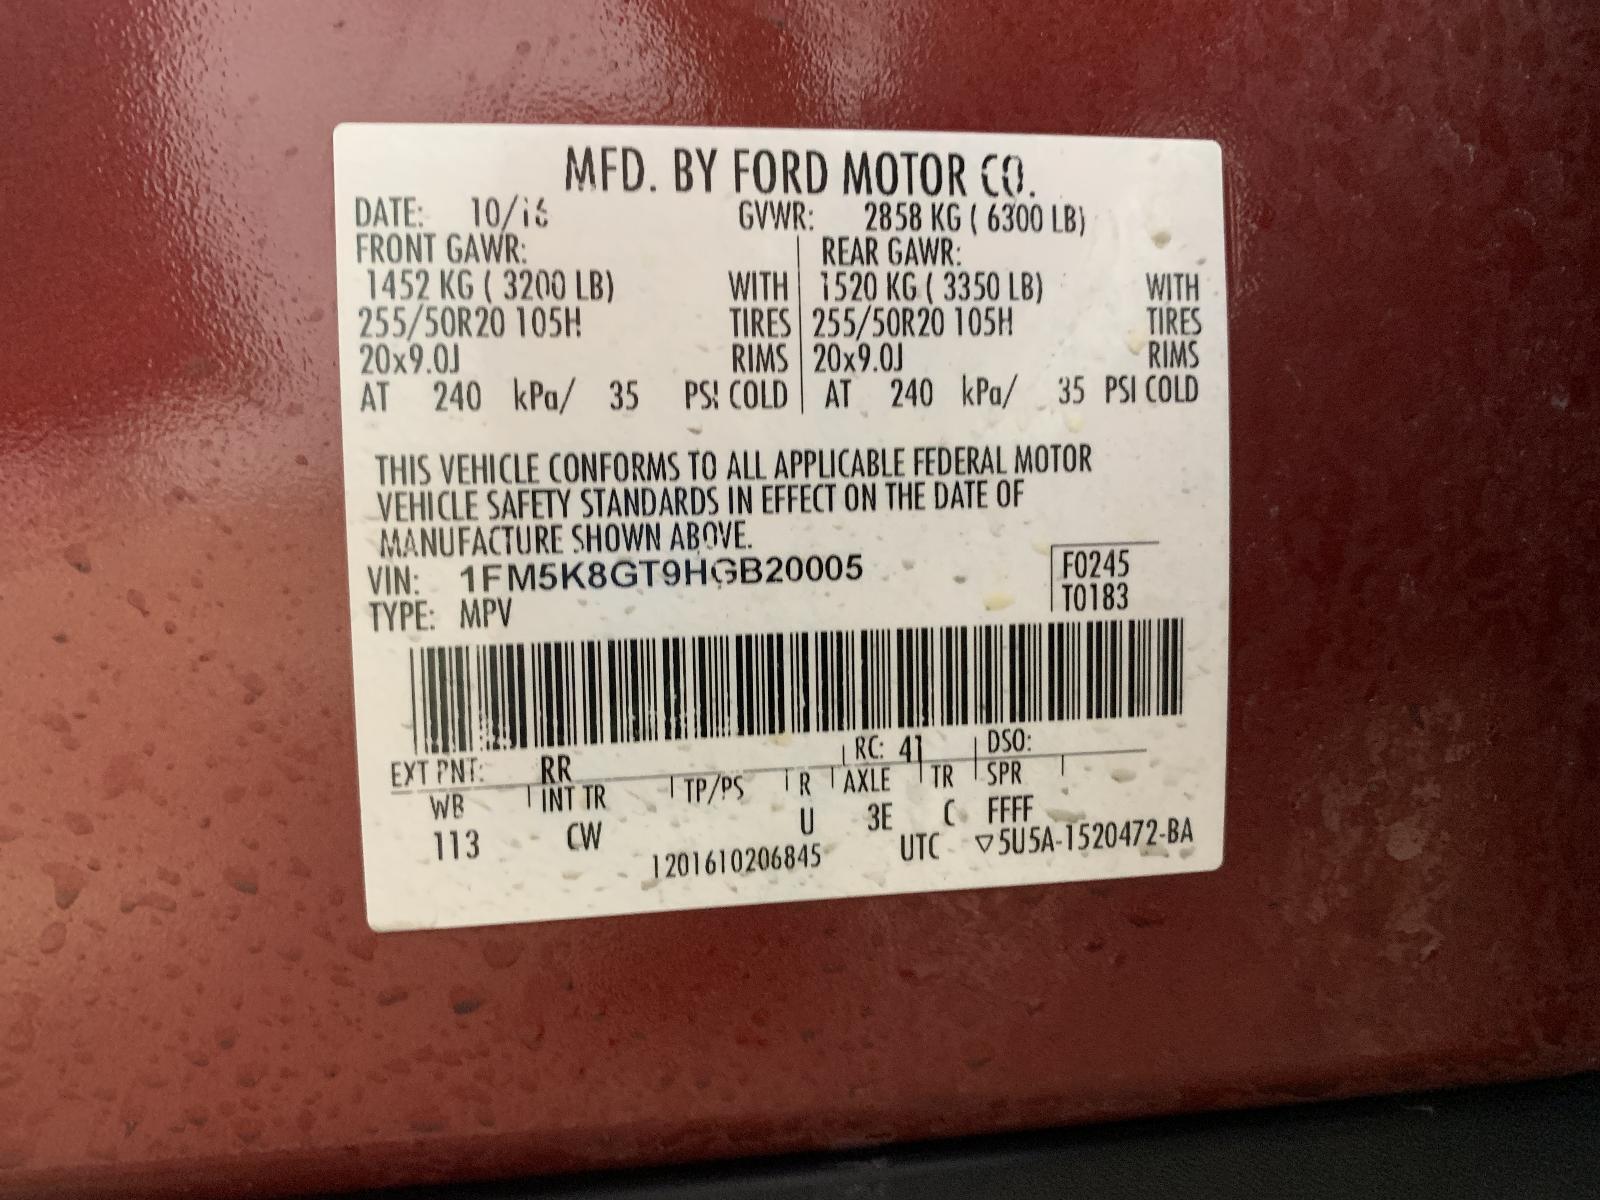 MFD. BY FORD MOTOR CO.
DATE: 10/16 GVWR: 2858 KG ( 6300 LB)
FRONT GAWR: REAR GAWR:
1452 KG ( 3200 LB) WITH 1520 KG ( 3350 LB) WITH
255/50R20 105H TIRES 255/50R20 105H TIRES
20x9.0J RIMS 20x9.0J RIMS
AT 240 kPa/ 35 PSI COLD AT 240 kPa/ 35 PSI COLD
THIS VEHICLE CONFORMS TO ALL APPLICABLE FEDERAL MOTOR
VEHICLE SAFETY STANDARDS IN EFFECT ON THE DATE OF
MANUFACTURE SHOWN ABOVE.
VIN: 1FM5K8GT9HGB20005 F0245
TYPE: MPV T0183
RC: 41 DSO:
EXT PNT: RR
WB INT TR TP/PS R AXLE TR SPR
113 CW U 3E C FFFF
1201610206845 UTC ▽5U5A-1520472-BA